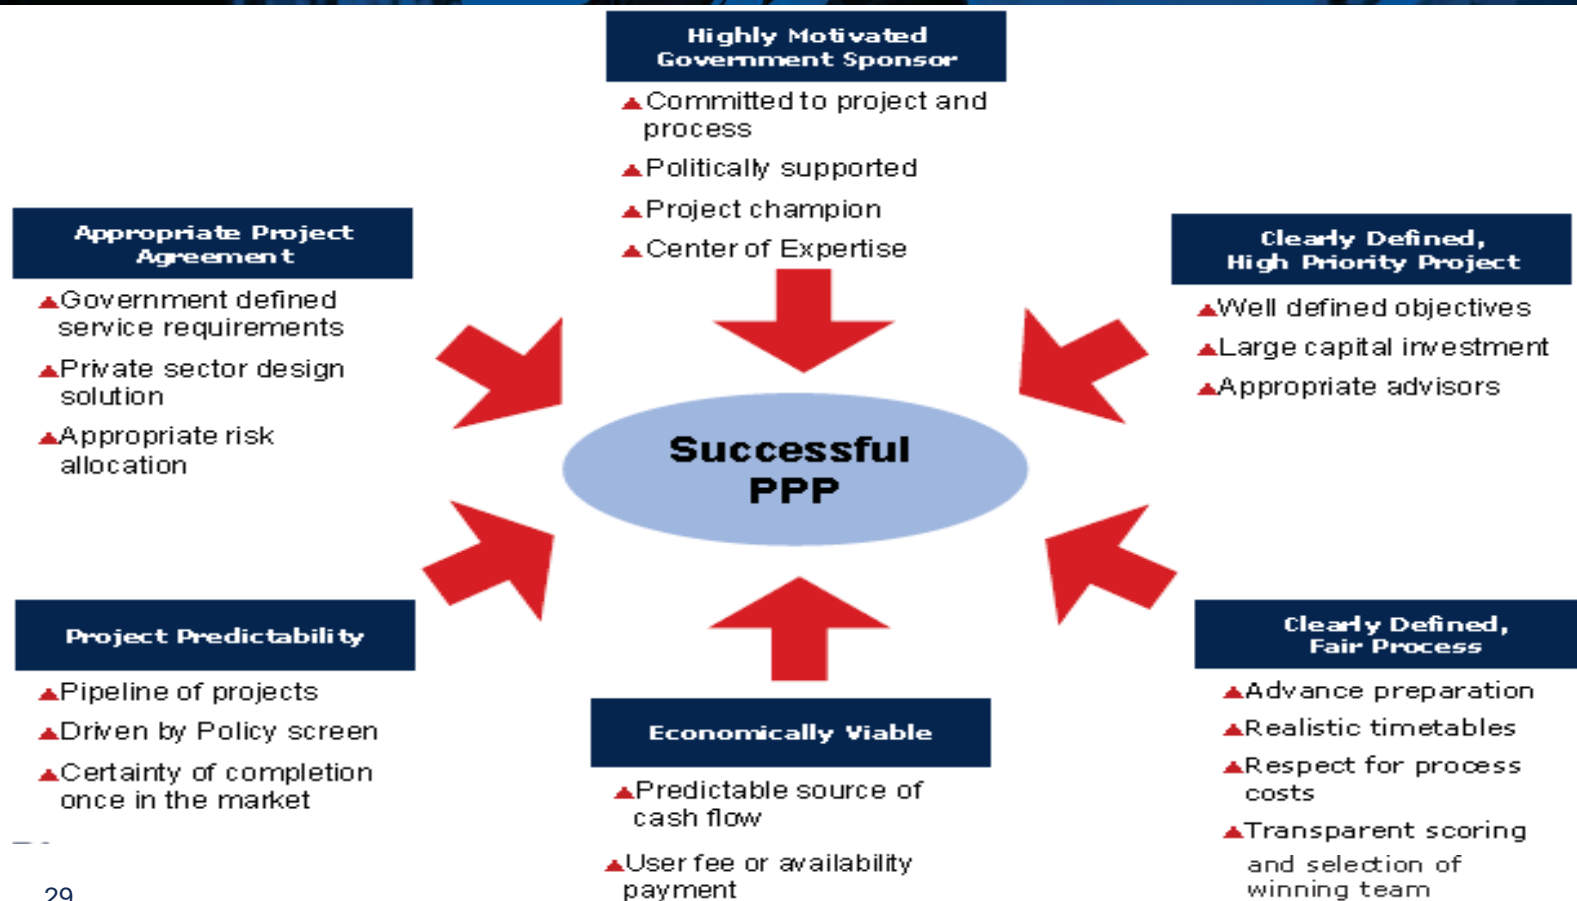 Highly Motivated
Government Sponsor
Committed to project and
process
Politically supported
Project champion
Center of Expertise
Appropriate Project
Agreement
Government defined
service requirements
Private sector design
solution
Appropriate risk
allocation
Clearly Defined,
High Priority Project
Well defined objectives
Large capital investment
Appropriate advisors
Successful
PPP
Project Predictability
Pipeline of projects
Driven by Policy screen
Certainty of completion
once in the market
Economically Viable
Predictable source of
cash flow
User fee or availability
payment
Clearly Defined,
Fair Process
Advance preparation
Realistic timetables
Respect for process
costs
Transparent scoring
and selection of
winning team
29